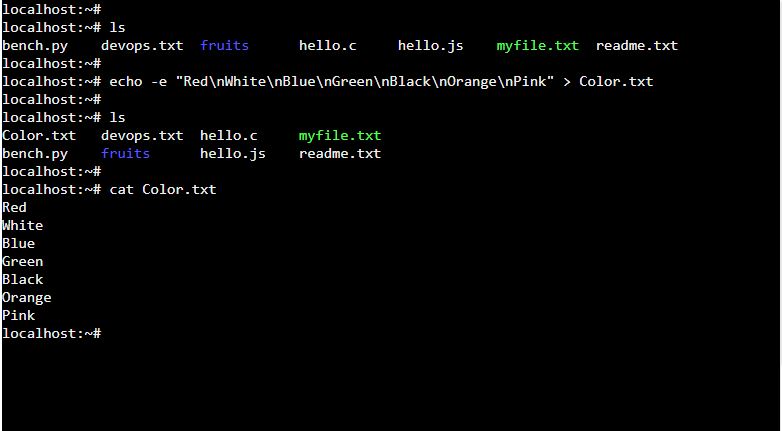 localhost:~#
localhost:~# ls
bench.py    devops.txt  fruits      hello.c     hello.js    myfile.txt  readme.txt
localhost:~#
localhost:~# echo -e "Red\nWhite\nBlue\nGreen\nBlack\nOrange\nPink" > Color.txt
localhost:~#
localhost:~# ls
Color.txt   devops.txt  hello.c     myfile.txt
bench.py    fruits      hello.js    readme.txt
localhost:~#
localhost:~# cat Color.txt
Red
White
Blue
Green
Black
Orange
Pink
localhost:~#